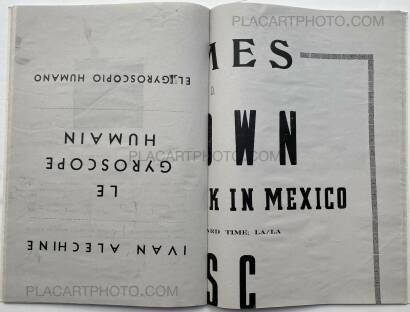 PLACARTPHOTO.COM
IVAN ALECHINE
LE
GYROSCOPE
HUMAIN
EL GYROSCOPIO HUMANO
MES
OWN
PLACARTPHOTO.COM
K IN MEXICO
ARD TIME; LA/LA
SC
PLACARTPHOTO.COM